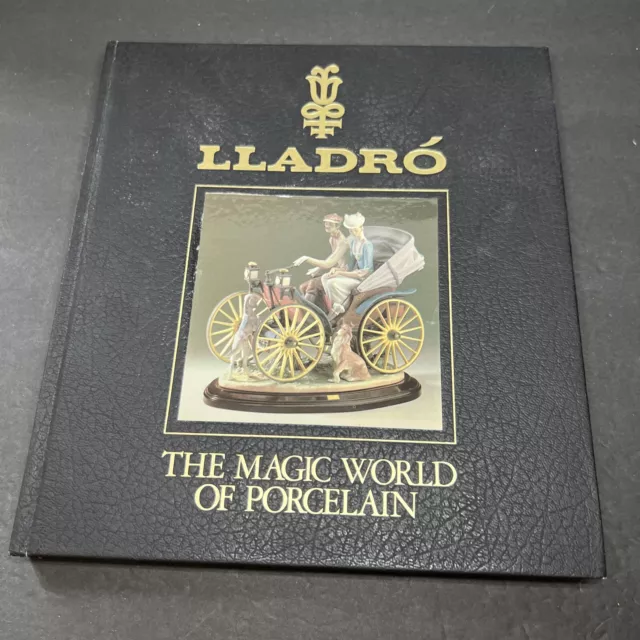 LLADRÓ
THE MAGIC WORLD
OF PORCELAIN